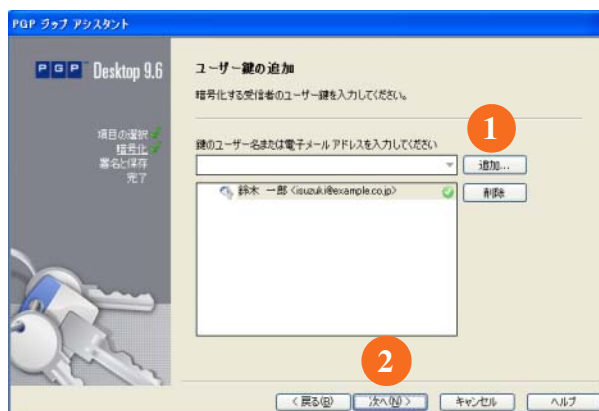 PGP ラップ アシスタント
PGP Desktop 9.6
項目の選択
暗号化
署名と保存
完了
ユーザー鍵の追加
暗号化する受信者のユーザー鍵を入力してください。
1
鍵のユーザー名または電子メール アドレスを入力してください
追加...
鈴木 一郎 <isuzuki@example.co.jp>
削除
2
< 戻る(B)
次へ(N) >
キャンセル
ヘルプ